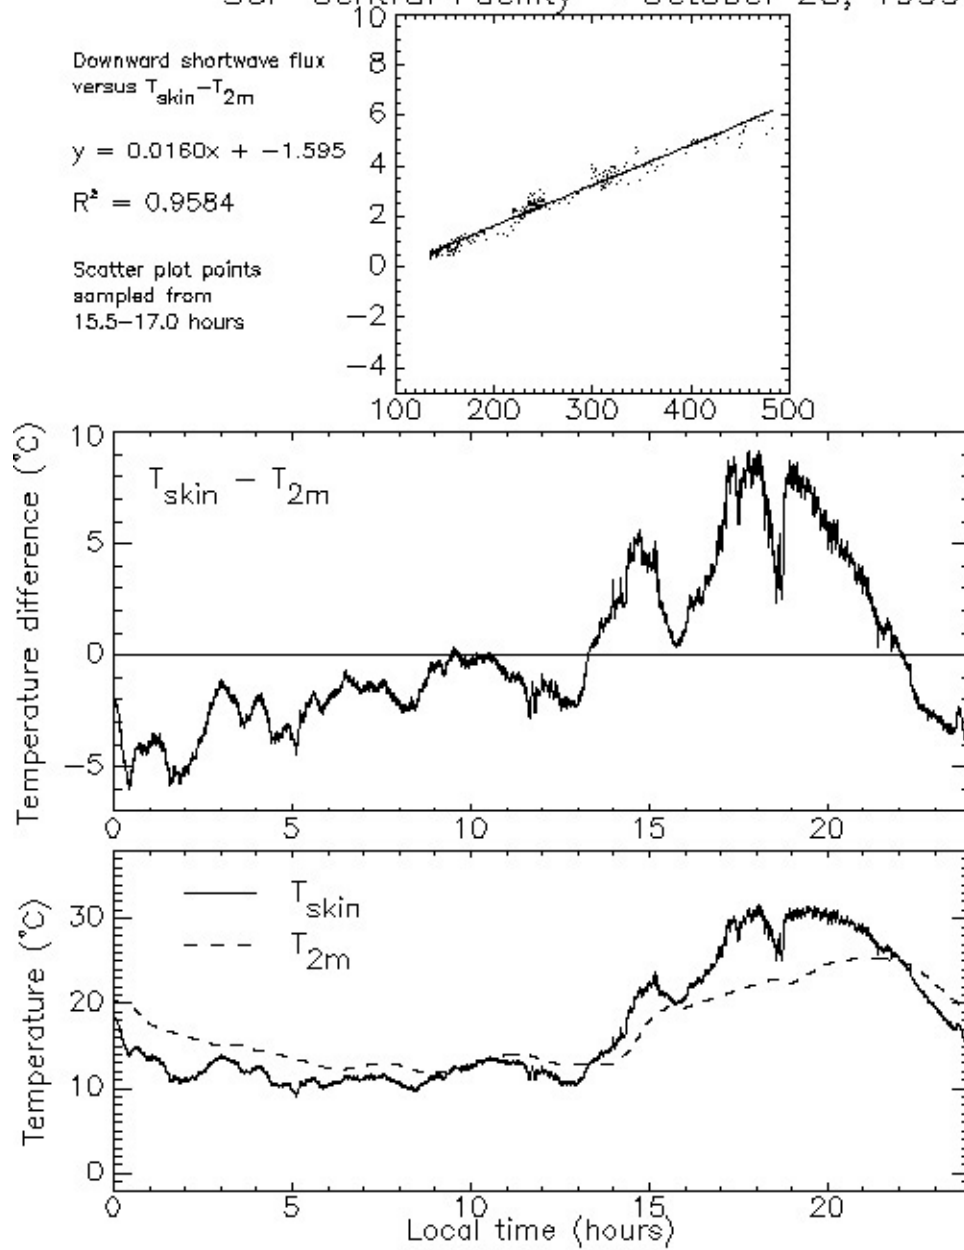 Downward shortwave flux
versus Tskin-T2m
y = 0.0160x + -1.595
R² = 0.9584
Scatter plot points
sampled from
15.5-17.0 hours
10
8
6
4
2
0
-2
-4
100 200 300 400 500
Temperature difference (°C)
Tskin - T2m
10
5
0
-5
0 5 10 15 20
Temperature (°C)
Tskin
T2m
30
20
10
0
0 5 10 15 20
Local time (hours)